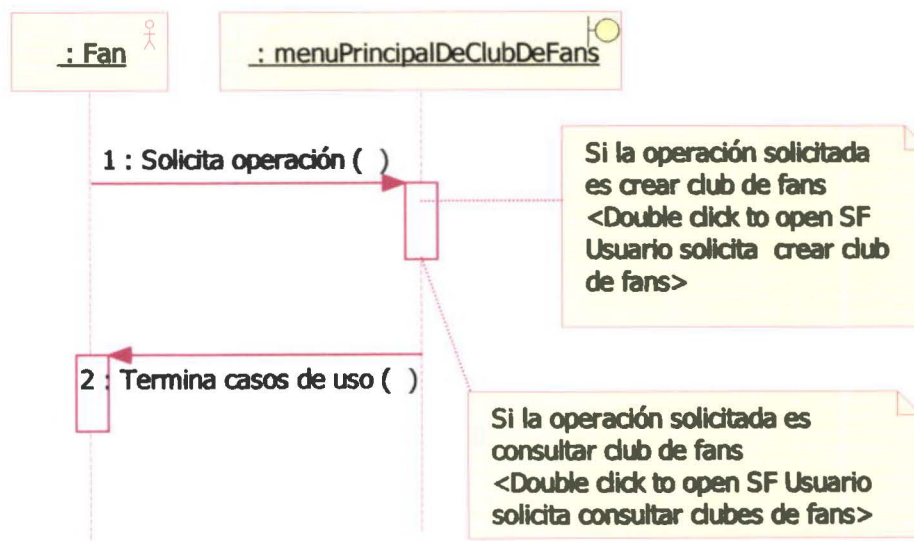 : Fan
: menuPrincipalDeClubDeFans
1 : Solicita operación ( )
Si la operación solicitada
es crear club de fans
<Double click to open SF
Usuario solicita crear club
de fans>
2 : Termina casos de uso ( )
Si la operación solicitada es
consultar club de fans
<Double click to open SF Usuario
solicita consultar clubes de fans>